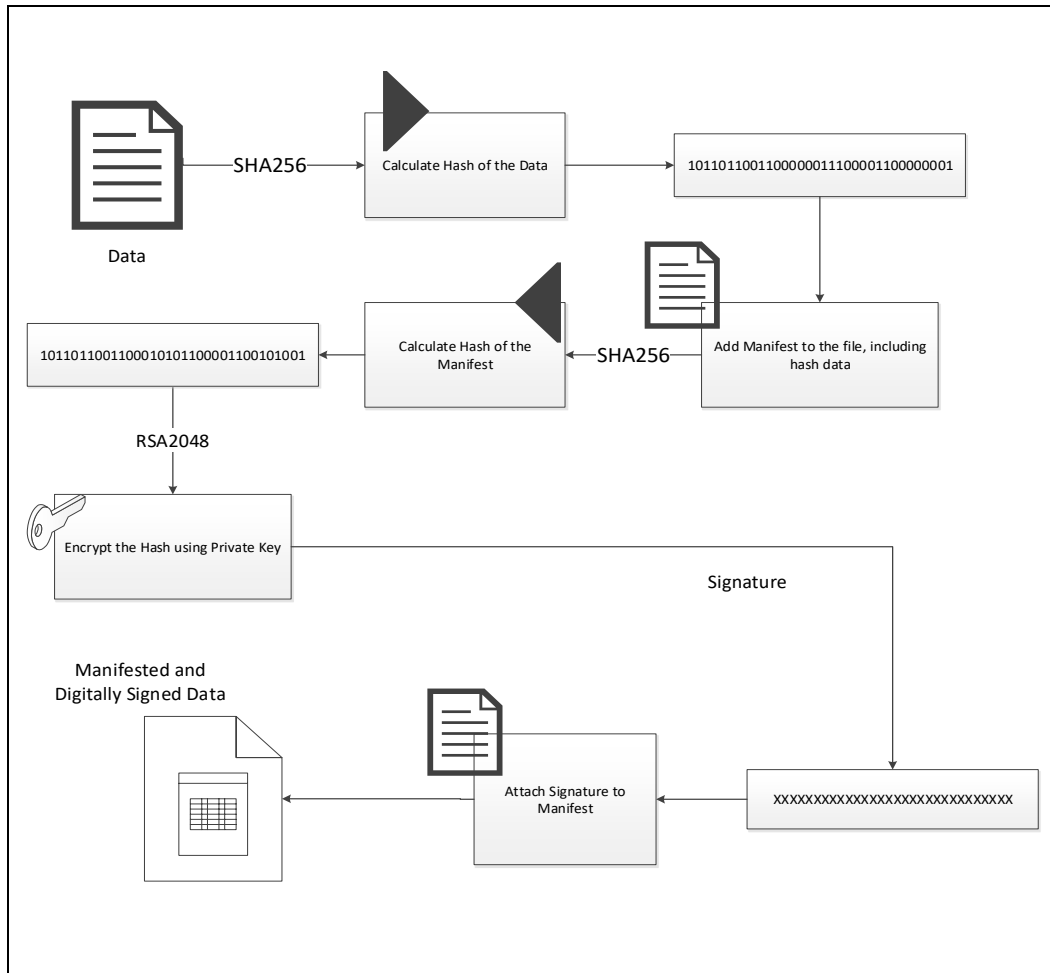 SHA256
Calculate Hash of the Data
1011011001100000011100001100000001
Data
Add Manifest to the file, including
hash data
SHA256
Calculate Hash of the
Manifest
1011011001100010101100001100101001
RSA2048
Encrypt the Hash using Private Key
Signature
Manifested and
Digitally Signed Data
Attach Signature to
Manifest
XXXXXXXXXXXXXXXXXXXXXXXXXXXXXX